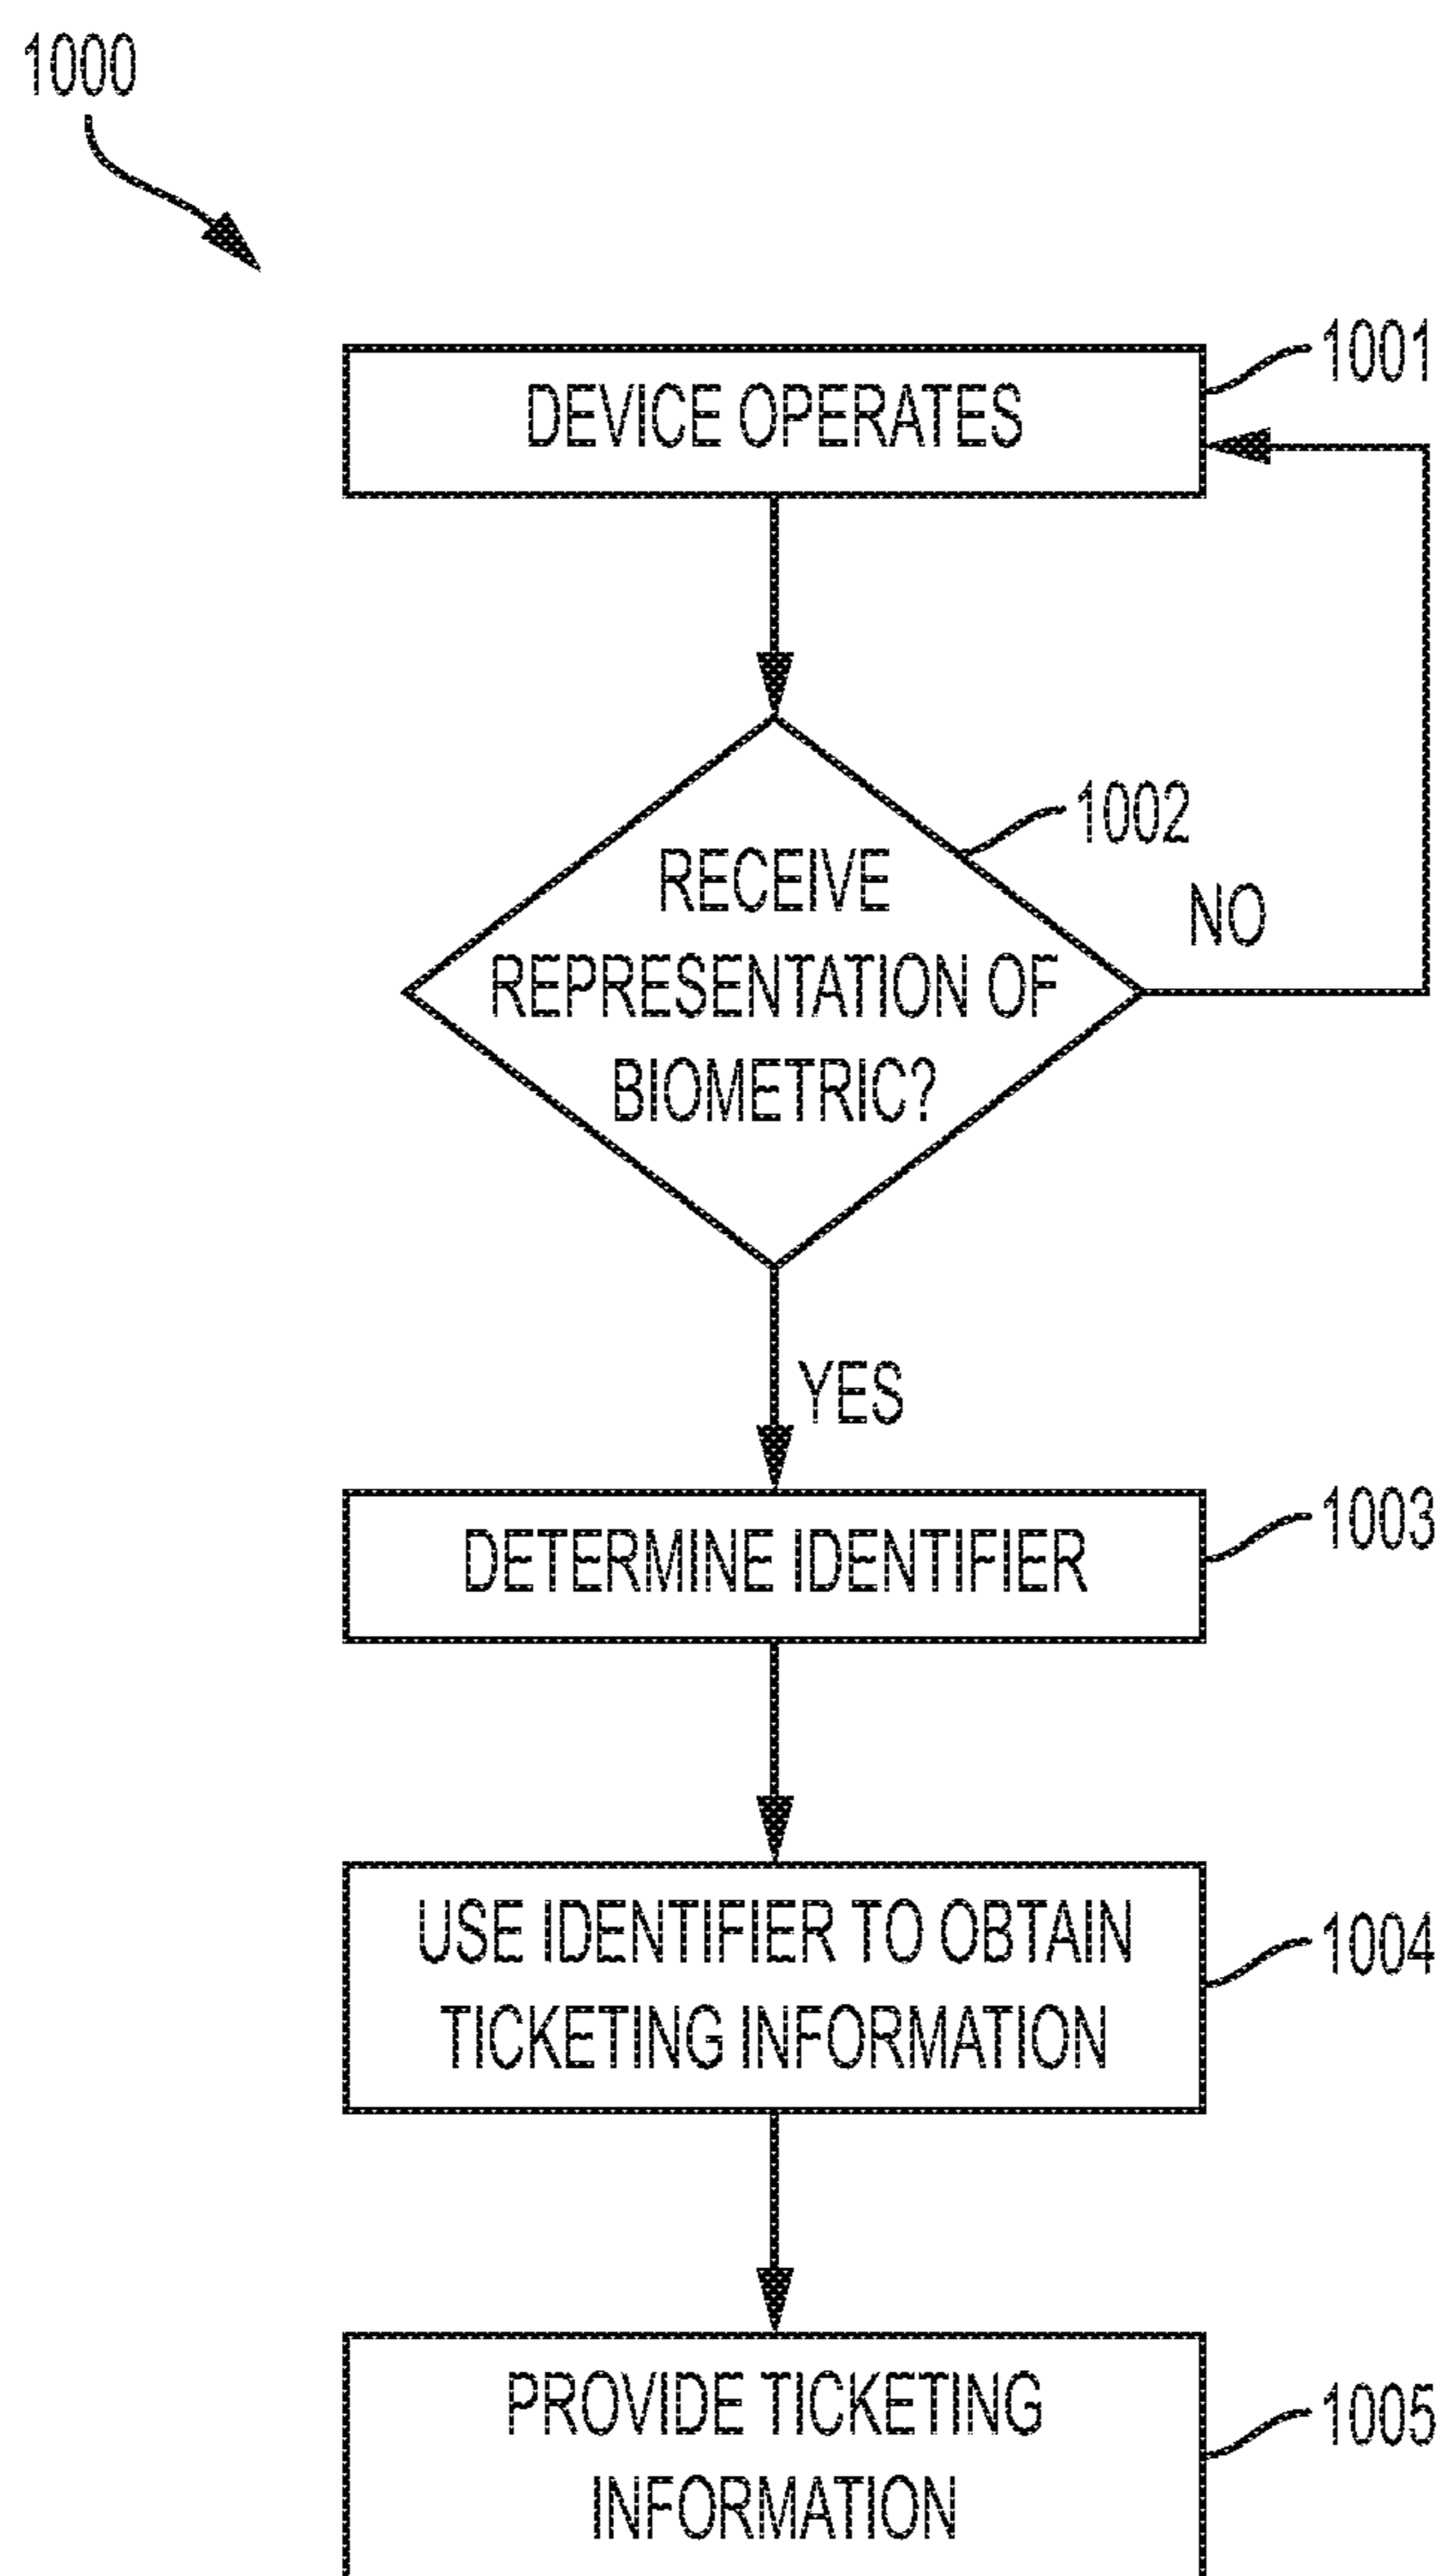 1000
DEVICE OPERATES
1001
RECEIVE
REPRESENTATION OF
BIOMETRIC?
1002
NO
YES
DETERMINE IDENTIFIER
1003
USE IDENTIFIER TO OBTAIN
TICKETING INFORMATION
1004
PROVIDE TICKETING
INFORMATION
1005